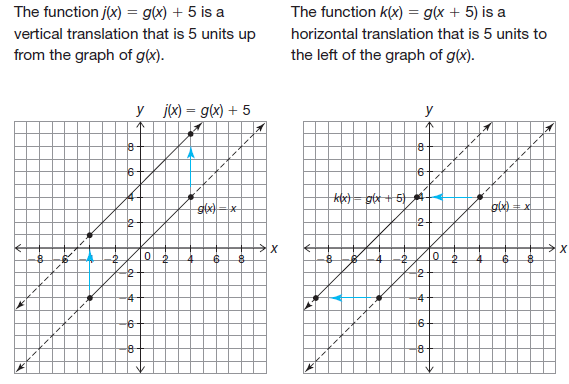 The function j(x) = g(x) + 5 is a
vertical translation that is 5 units up
from the graph of g(x).
The function k(x) = g(x + 5) is a
horizontal translation that is 5 units to
the left of the graph of g(x).
y j(x) = g(x) + 5
8
6
4
g(x) = x
2
x
-8 -6 -4 -2 0 2 4 6 8
-2
-4
-6
-8
y
8
6
k(x) = g(x + 5) 4
g(x) = x
2
x
-8 -6 -4 -2 0 2 4 6 8
-2
-4
-6
-8